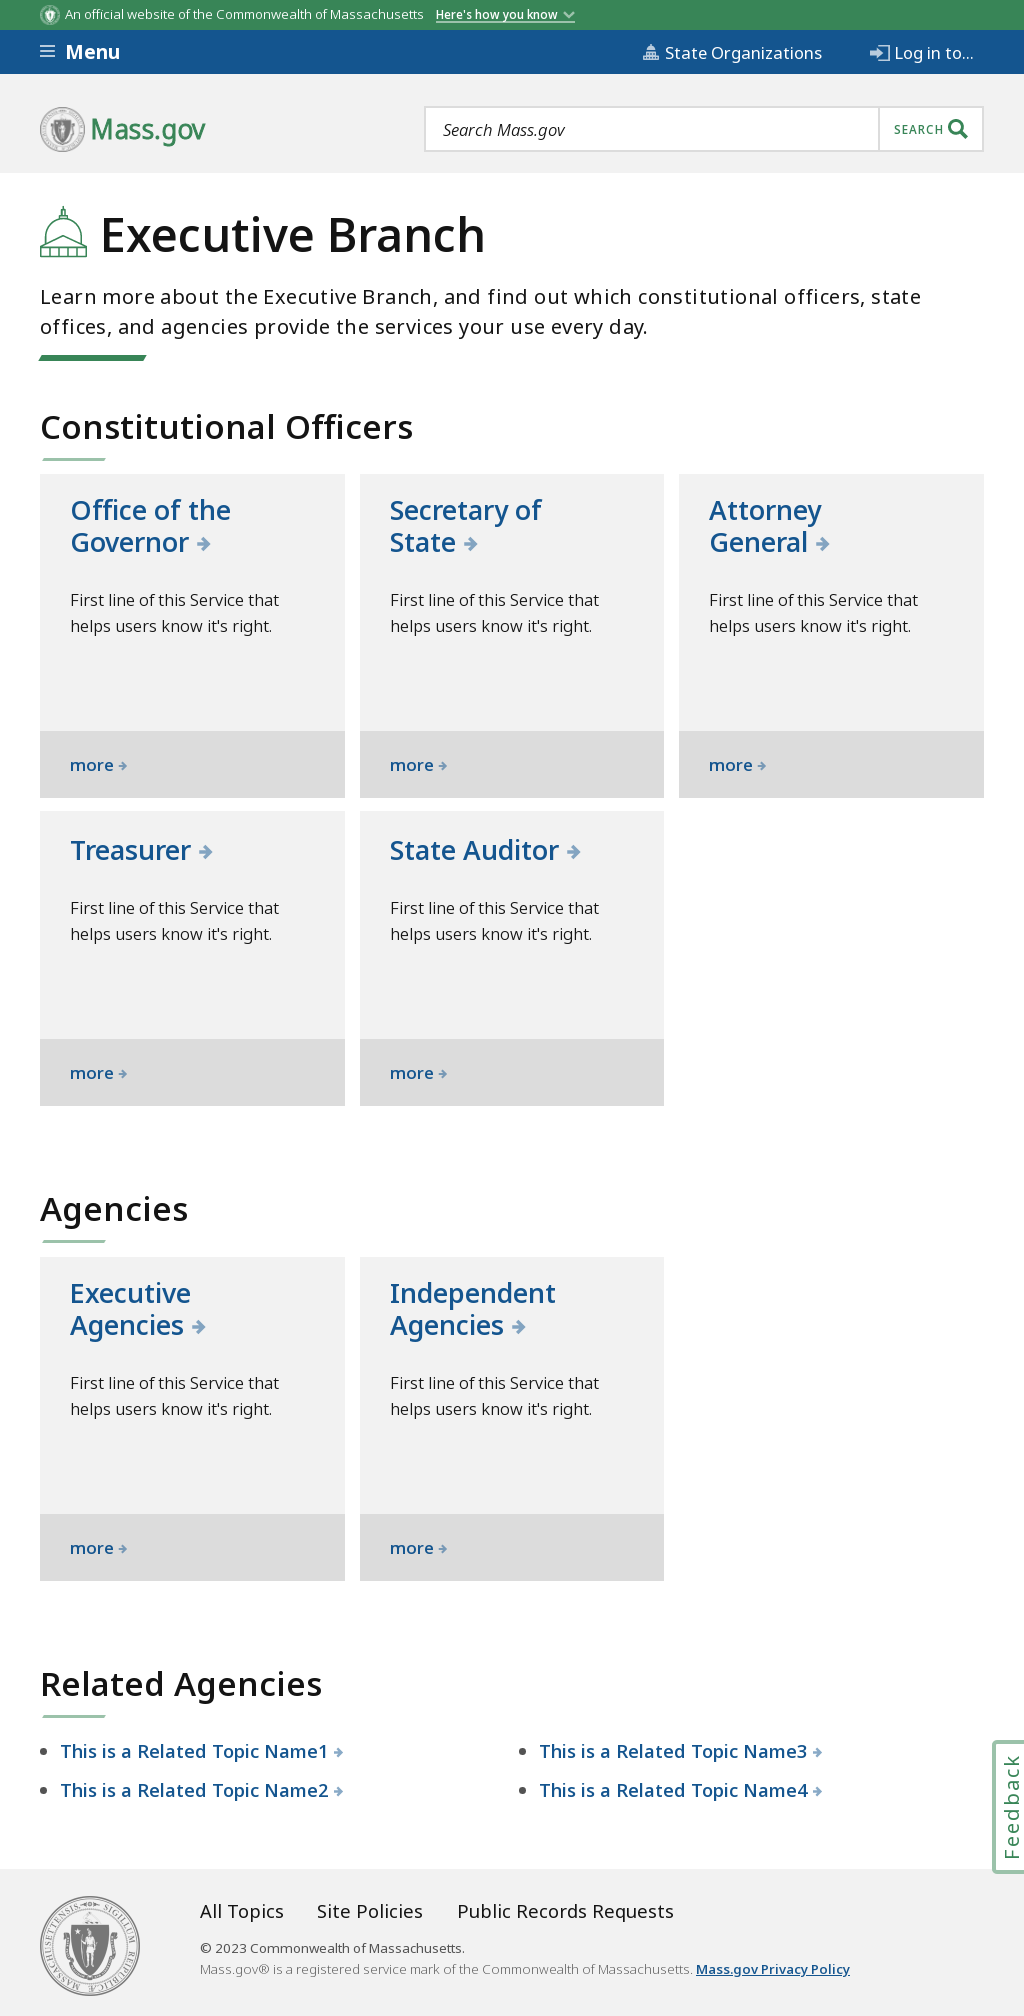 An official website of the Commonwealth of Massachusetts Here's how you know
Menu State Organizations Log in to...
Mass.gov Search Mass.gov SEARCH
Executive Branch
Learn more about the Executive Branch, and find out which constitutional officers, state
offices, and agencies provide the services your use every day.
Constitutional Officers
Office of the
Governor
First line of this Service that
helps users know it's right.
more
Secretary of
State
First line of this Service that
helps users know it's right.
more
Attorney
General
First line of this Service that
helps users know it's right.
more
Treasurer
First line of this Service that
helps users know it's right.
more
State Auditor
First line of this Service that
helps users know it's right.
more
Agencies
Executive
Agencies
First line of this Service that
helps users know it's right.
more
Independent
Agencies
First line of this Service that
helps users know it's right.
more
Related Agencies
This is a Related Topic Name1
This is a Related Topic Name2
This is a Related Topic Name3
This is a Related Topic Name4
Feedback
All Topics Site Policies Public Records Requests
© 2023 Commonwealth of Massachusetts.
Mass.gov® is a registered service mark of the Commonwealth of Massachusetts. Mass.gov Privacy Policy